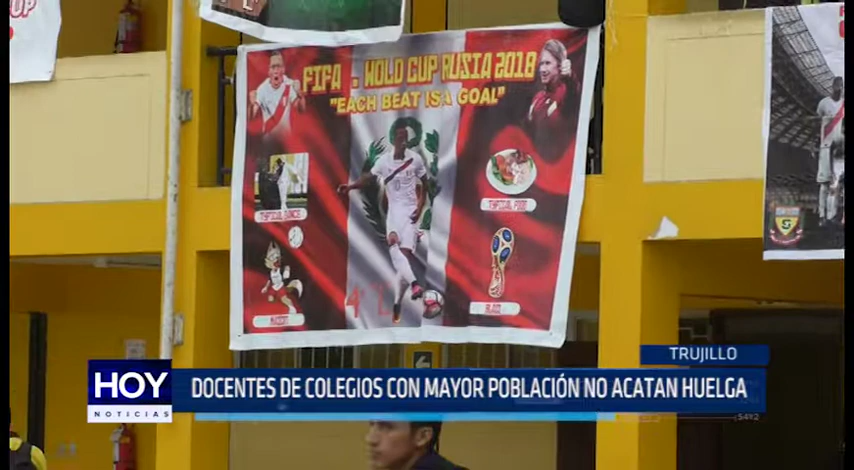 FIFA . WOLD CUP RUSIA 2018
"EACH BEAT IS A GOAL"
TYPICAL DANCE
TYPICAL FOOD
4° L
TRUJILLO
HOY
NOTICIAS
DOCENTES DE COLEGIOS CON MAYOR POBLACIÓN NO ACATAN HUELGA